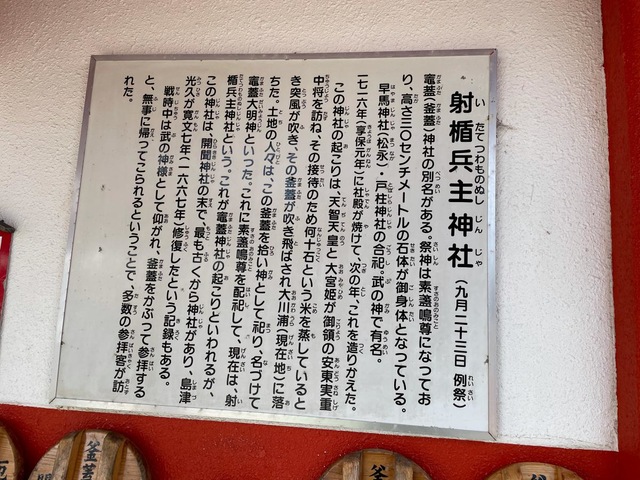 射楯兵主神社(九月二十三日 例祭)
竈蓋(釜蓋)神社の別名がある。祭神は素盞鳴尊になってお
り、高さ三〇センチメートルの石体が御身体となっている。
早馬神社(松永)・戸柱神社の合祀。武の神で有名。
一七一六年(享保元年)に社殿が焼けて、次の年、これを造りかえた。
この神社の起こりは、天智天皇と大宮姫が御領の安東実重
中将を訪ね、その接待のため何十石という米を蒸していると
き突風が吹き、その釜蓋が吹き飛ばされ大川浦(現在地)に落
ちた。土地の人々は、この釜蓋を拾い神として祀り、名づけて
竈蓋大明神といった。これに素盞鳴尊を配祀して、現在は、射
楯兵主神社という。これが竈蓋神社の起こりといわれるが、
この神社は、開聞神社の末で、最も古くから神社があり、島津
光久が寛文七年(一六六七年)修復したという記録もある。
戦時中は武の神様として仰がれ、釜蓋をかぶって参拝する
と、無事に帰ってこられるということで、多数の参拝客が訪
れた。
釜蓋
釜